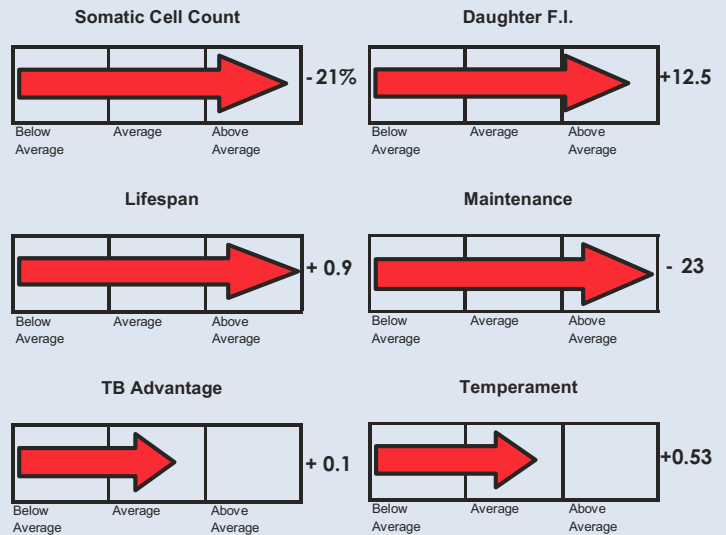 Somatic Cell Count
- 21%
Below Average
Average
Above Average
Daughter F.I.
+12.5
Below Average
Average
Above Average
Lifespan
+ 0.9
Below Average
Average
Above Average
Maintenance
- 23
Below Average
Average
Above Average
TB Advantage
+ 0.1
Below Average
Average
Above Average
Temperament
+0.53
Below Average
Average
Above Average